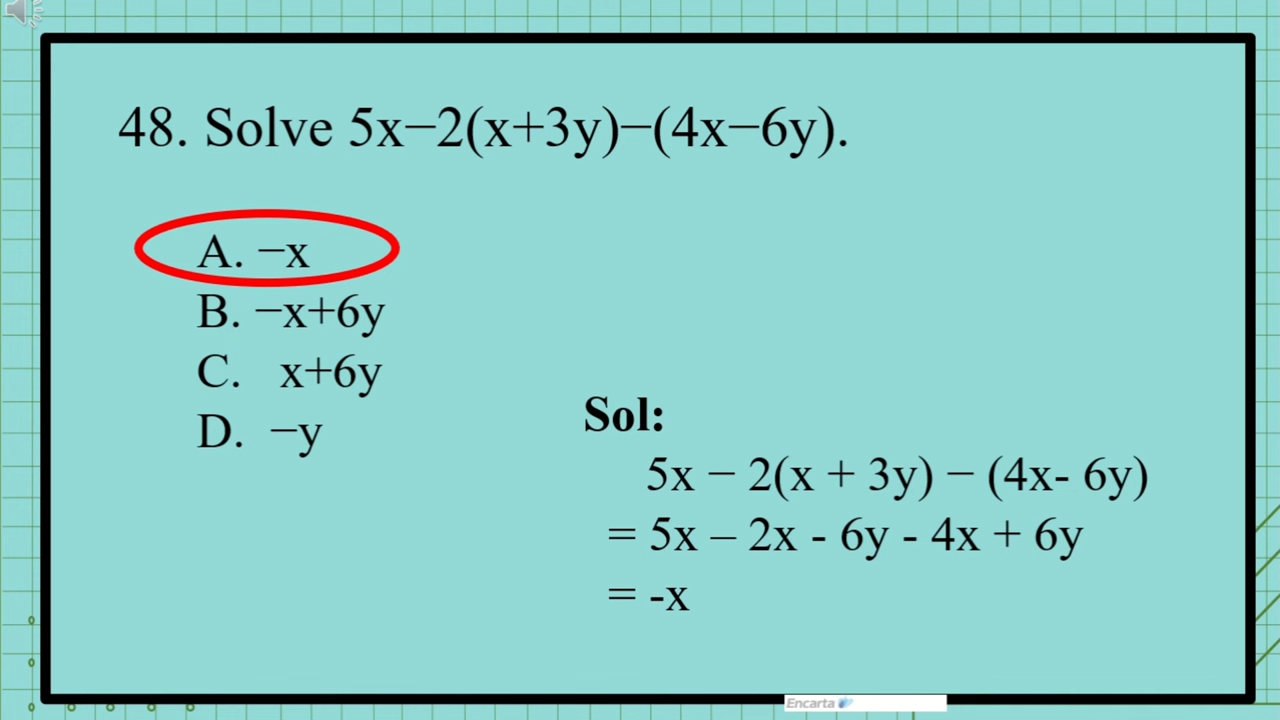 48. Solve 5x−2(x+3y)−(4x−6y).
A. −x
B. −x+6y
C. x+6y
D. −y
Sol:
5x − 2(x + 3y) − (4x- 6y)
= 5x – 2x - 6y - 4x + 6y
= -x
Encarta